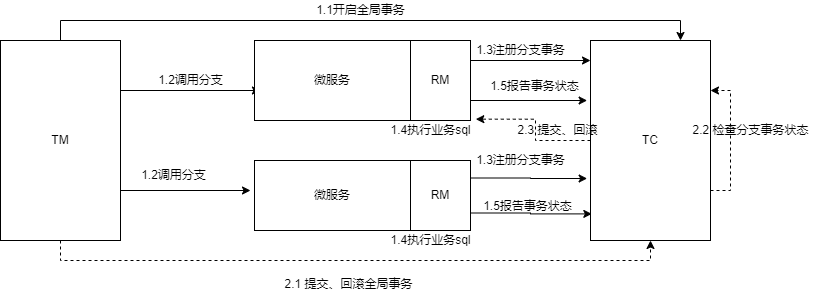 1.1开启全局事务
1.2调用分支
微服务
RM
1.3注册分支事务
1.5报告事务状态
1.4执行业务sql
2.3 提交、回滚
TM
TC
2.2 检查分支事务状态
1.2调用分支
微服务
RM
1.3注册分支事务
1.5报告事务状态
1.4执行业务sql
2.1 提交、回滚全局事务